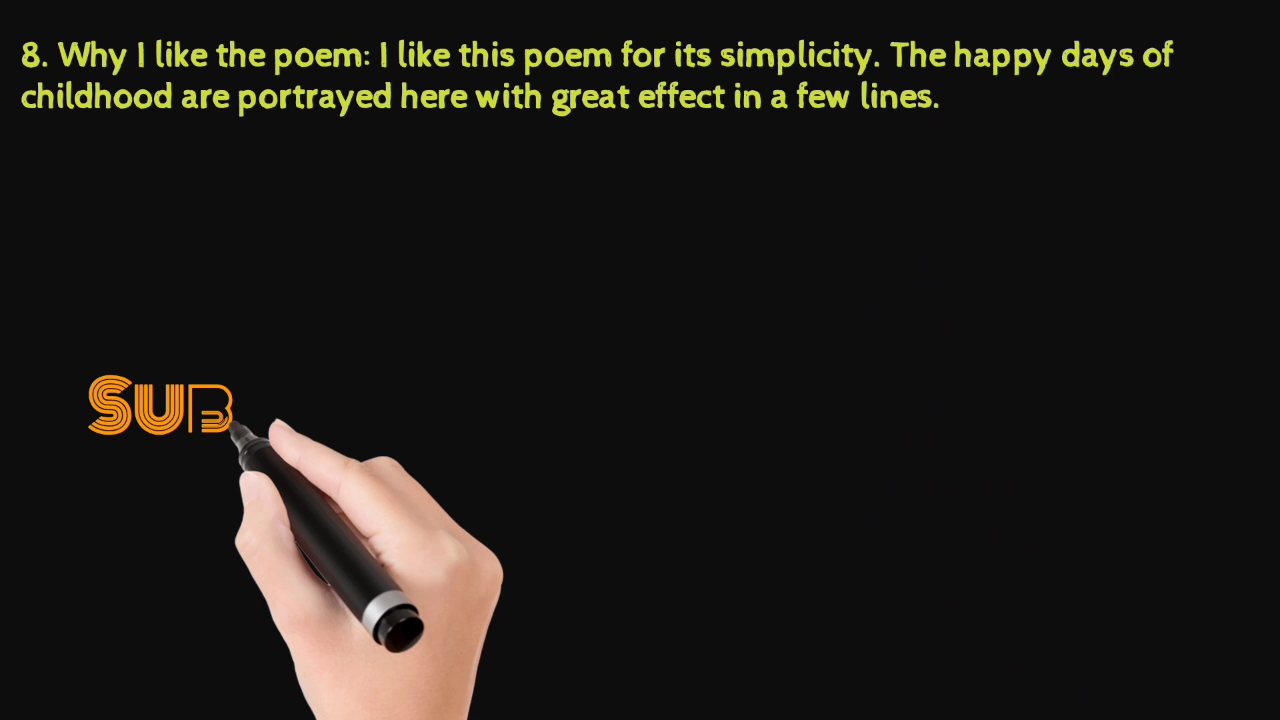 8. Why I like the poem: I like this poem for its simplicity. The happy days of
childhood are portrayed here with great effect in a few lines.
SUB